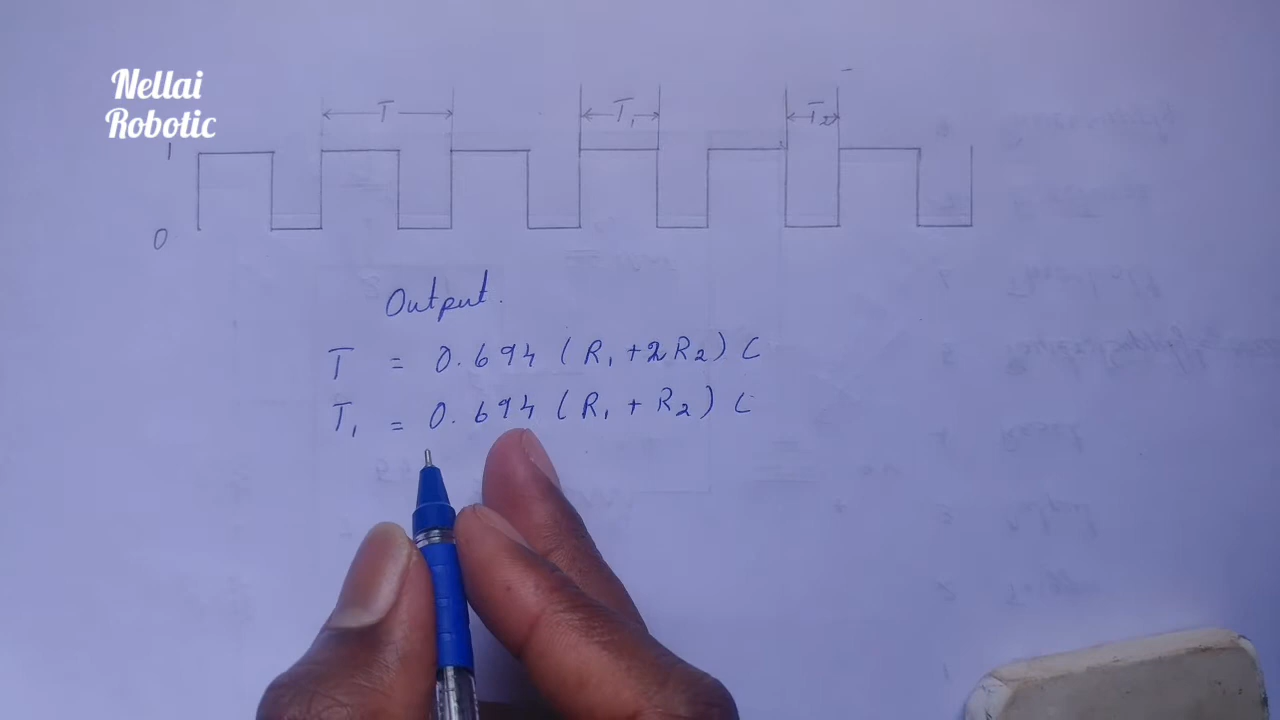 Nellai
Robotic
T T₁ T₂
1
0
Output.
T = 0.694 (R₁ + 2R₂) C
T₁ = 0.694 (R₁ + R₂) C